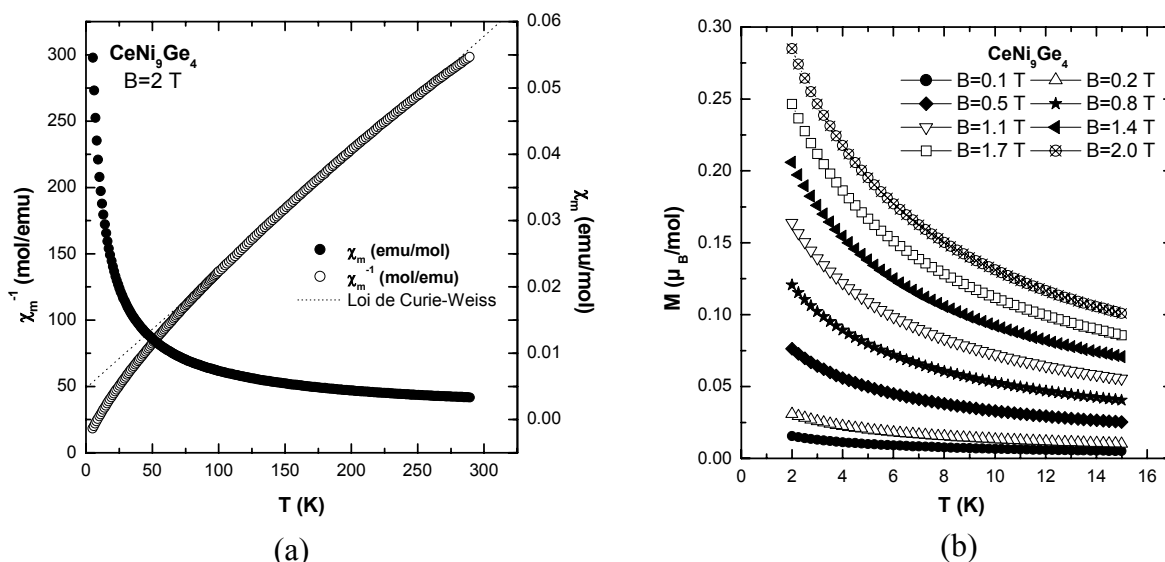 CeNi₉Ge₄
B=2 T
χₘ (emu/mol)
χₘ⁻¹ (mol/emu)
Loi de Curie-Weiss
χₘ⁻¹ (mol/emu)
300
250
200
150
100
50
0
0.06
0.05
0.04
0.03
0.02
0.01
0.00
χₘ (emu/mol)
0 50 100 150 200 250 300
T (K)
(a)
CeNi₉Ge₄
B=0.1 T B=0.2 T
B=0.5 T B=0.8 T
B=1.1 T B=1.4 T
B=1.7 T B=2.0 T
M (μ_B/mol)
0.30
0.25
0.20
0.15
0.10
0.05
0.00
0 2 4 6 8 10 12 14 16
T (K)
(b)